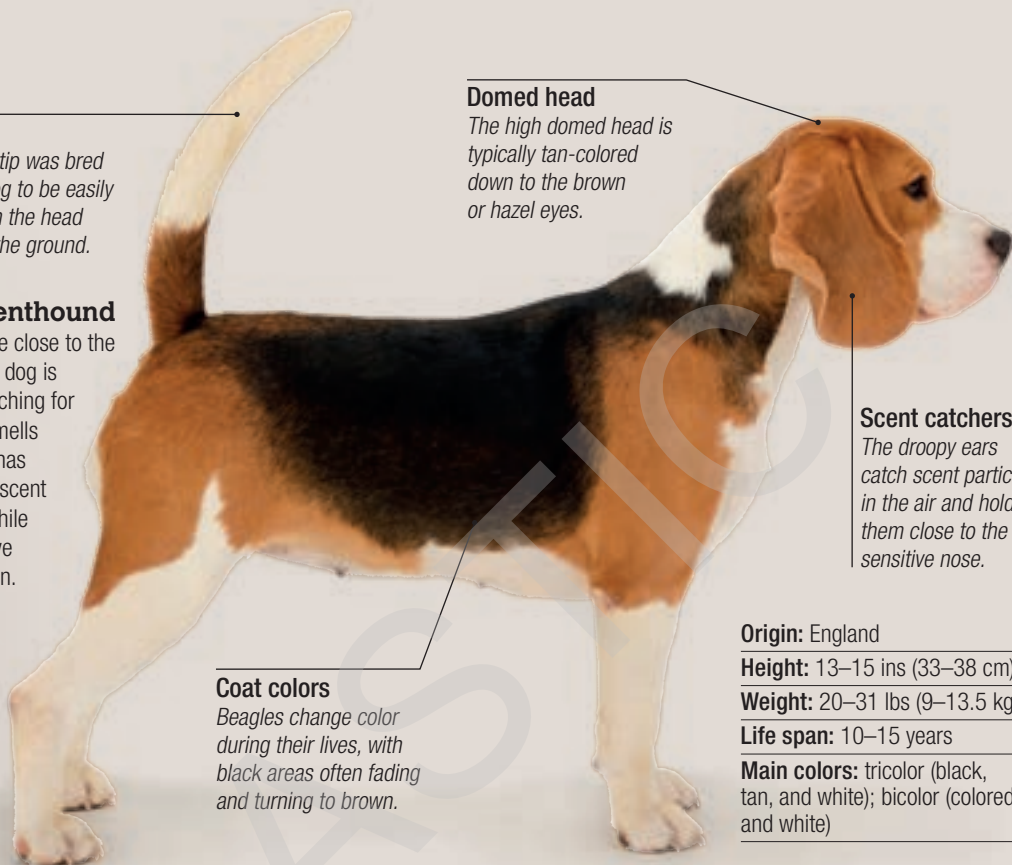 tip was bred
to be easily
the head
the ground.
enthound
close to the
dog is
ching for
mells
has
scent
hile
n.
Domed head
The high domed head is
typically tan-colored
down to the brown
or hazel eyes.
Scent catchers
The droopy ears
catch scent partic
in the air and hold
them close to the
sensitive nose.
Coat colors
Beagles change color
during their lives, with
black areas often fading
and turning to brown.
Origin: England
Height: 13–15 ins (33–38 cm)
Weight: 20–31 lbs (9–13.5 kg
Life span: 10–15 years
Main colors: tricolor (black,
tan, and white); bicolor (colored
and white)
ASTIC